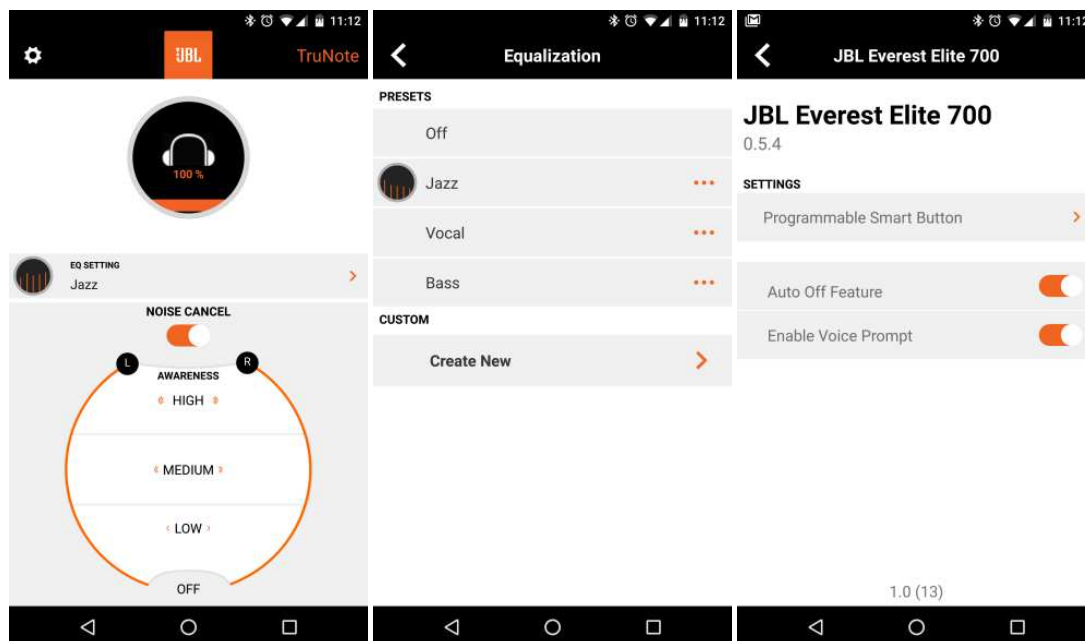 11:12
JBL
TruNote
100 %
EQ SETTING
Jazz
NOISE CANCEL
L
R
AWARENESS
HIGH
MEDIUM
LOW
OFF
11:12
Equalization
PRESETS
Off
Jazz
Vocal
Bass
CUSTOM
Create New
11:12
JBL Everest Elite 700
JBL Everest Elite 700
0.5.4
SETTINGS
Programmable Smart Button
Auto Off Feature
Enable Voice Prompt
1.0 (13)